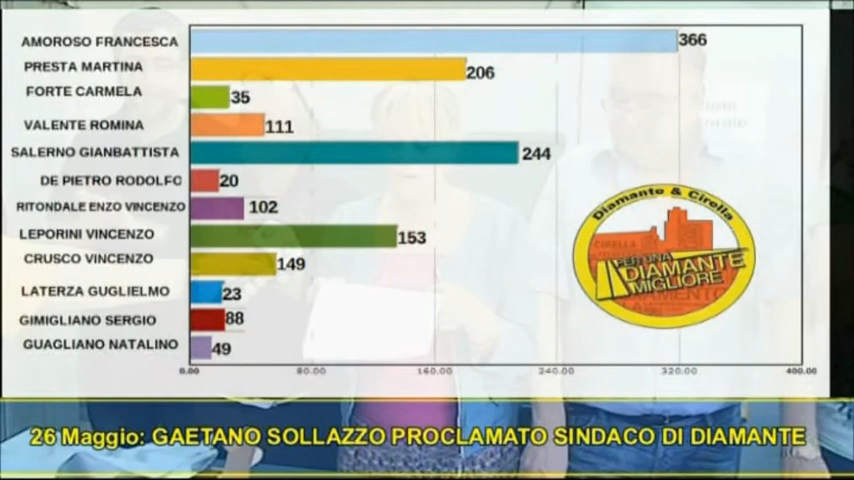 AMOROSO FRANCESCA 366
PRESTA MARTINA 206
FORTE CARMELA 35
VALENTE ROMINA 111
SALERNO GIANBATTISTA 244
DE PIETRO RODOLFO 20
RITONDALE ENZO VINCENZO 102
LEPORINI VINCENZO 153
CRUSCO VINCENZO 149
LATERZA GUGLIELMO 23
GIMIGLIANO SERGIO 88
GUAGLIANO NATALINO 49
0.00 80.00 160.00 240.00 320.00 400.00
Diamante & Cirella
CIRELLA
PER UNA
DIAMANTE
MIGLIORE
26 Maggio: GAETANO SOLLAZZO PROCLAMATO SINDACO DI DIAMANTE